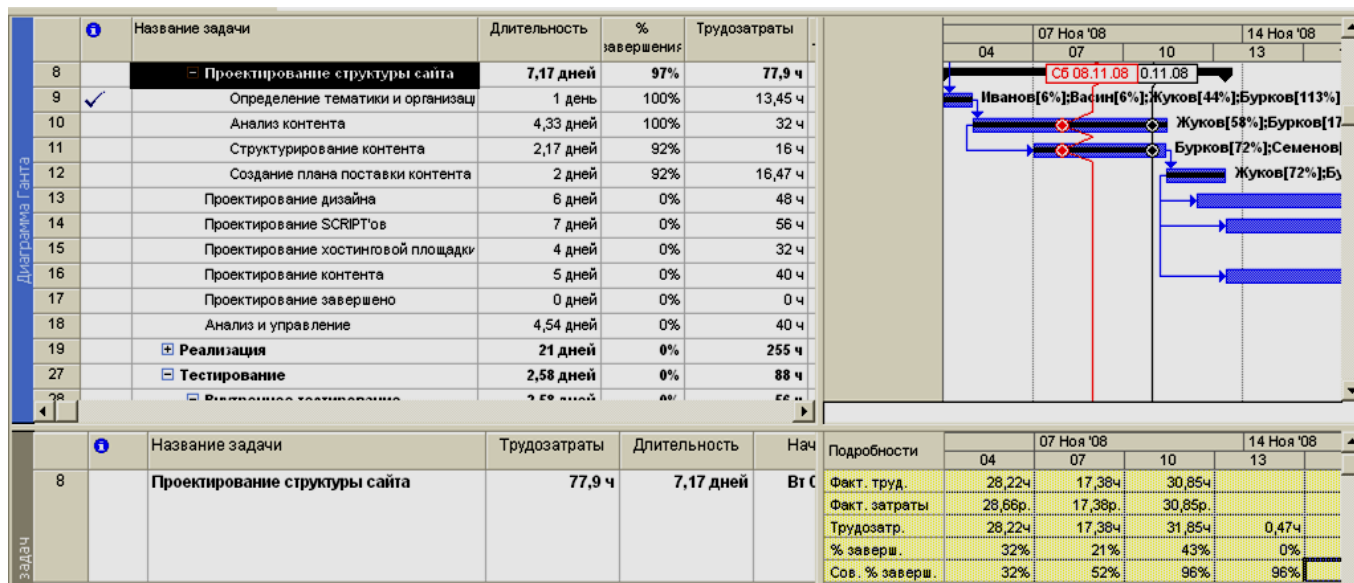 Название задачи Длительность % завершения Трудозатраты
07 Ноя '08 14 Ноя '08
04 07 10 13
8 Проектирование структуры сайта 7,17 дней 97% 77,9 ч
Сб 08.11.08 0.11.08
9 Определение тематики и организац 1 день 100% 13,45 ч
Иванов[6%];Васин[6%];Жуков[44%];Бурков[113%]
10 Анализ контента 4,33 дней 100% 32 ч
Жуков[58%];Бурков[17
11 Структурирование контента 2,17 дней 92% 16 ч
Бурков[72%];Семенов[
12 Создание плана поставки контента 2 дней 92% 16,47 ч
Жуков[72%];Бу
13 Проектирование дизайна 6 дней 0% 48 ч
14 Проектирование SCRIPT'ов 7 дней 0% 56 ч
15 Проектирование хостинговой площадки 4 дней 0% 32 ч
16 Проектирование контента 5 дней 0% 40 ч
17 Проектирование завершено 0 дней 0% 0 ч
18 Анализ и управление 4,54 дней 0% 40 ч
19 Реализация 21 дней 0% 255 ч
27 Тестирование 2,58 дней 0% 88 ч
Диаграмма Ганта
Название задачи Трудозатраты Длительность Нач
Подробности 07 Ноя '08 14 Ноя '08
04 07 10 13
8 Проектирование структуры сайта 77,9 ч 7,17 дней Вт 0
Факт. труд. 28,22ч 17,38ч 30,85ч
Факт. затраты 28,66р. 17,38р. 30,85р.
Трудозатр. 28,22ч 17,38ч 31,85ч 0,47ч
% заверш. 32% 21% 43% 0%
Сов. % заверш. 32% 52% 96% 96%
задач